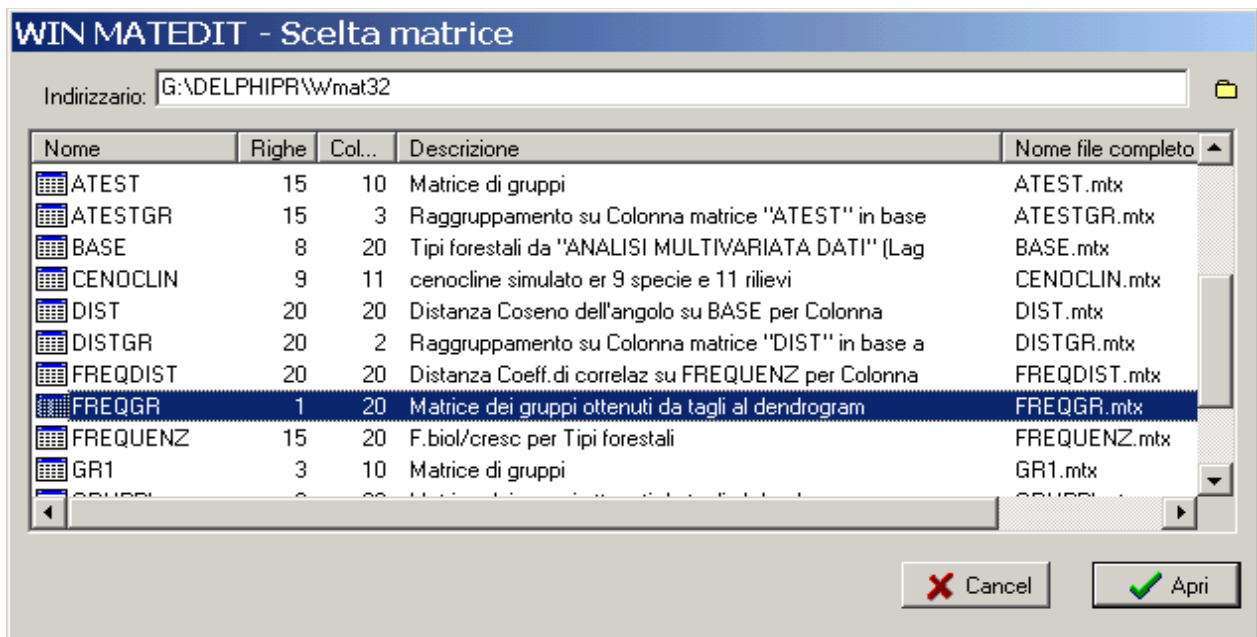 WIN MATEDIT - Scelta matrice
Indirizzario: G:\DELPHIPR\Wmat32
Nome Righe Col... Descrizione Nome file completo
ATEST 15 10 Matrice di gruppi ATEST.mtx
ATESTGR 15 3 Raggruppamento su Colonna matrice "ATEST" in base ATESTGR.mtx
BASE 8 20 Tipi forestali da "ANALISI MULTIVARIATA DATI" (Lag BASE.mtx
CENOCLIN 9 11 cenocline simulato er 9 specie e 11 rilievi CENOCLIN.mtx
DIST 20 20 Distanza Coseno dell'angolo su BASE per Colonna DIST.mtx
DISTGR 20 2 Raggruppamento su Colonna matrice "DIST" in base a DISTGR.mtx
FREQDIST 20 20 Distanza Coeff.di correlaz su FREQUENZ per Colonna FREQDIST.mtx
FREQGR 1 20 Matrice dei gruppi ottenuti da tagli al dendrogram FREQGR.mtx
FREQUENZ 15 20 F.biol/cresc per Tipi forestali FREQUENZ.mtx
GR1 3 10 Matrice di gruppi GR1.mtx
Cancel Apri